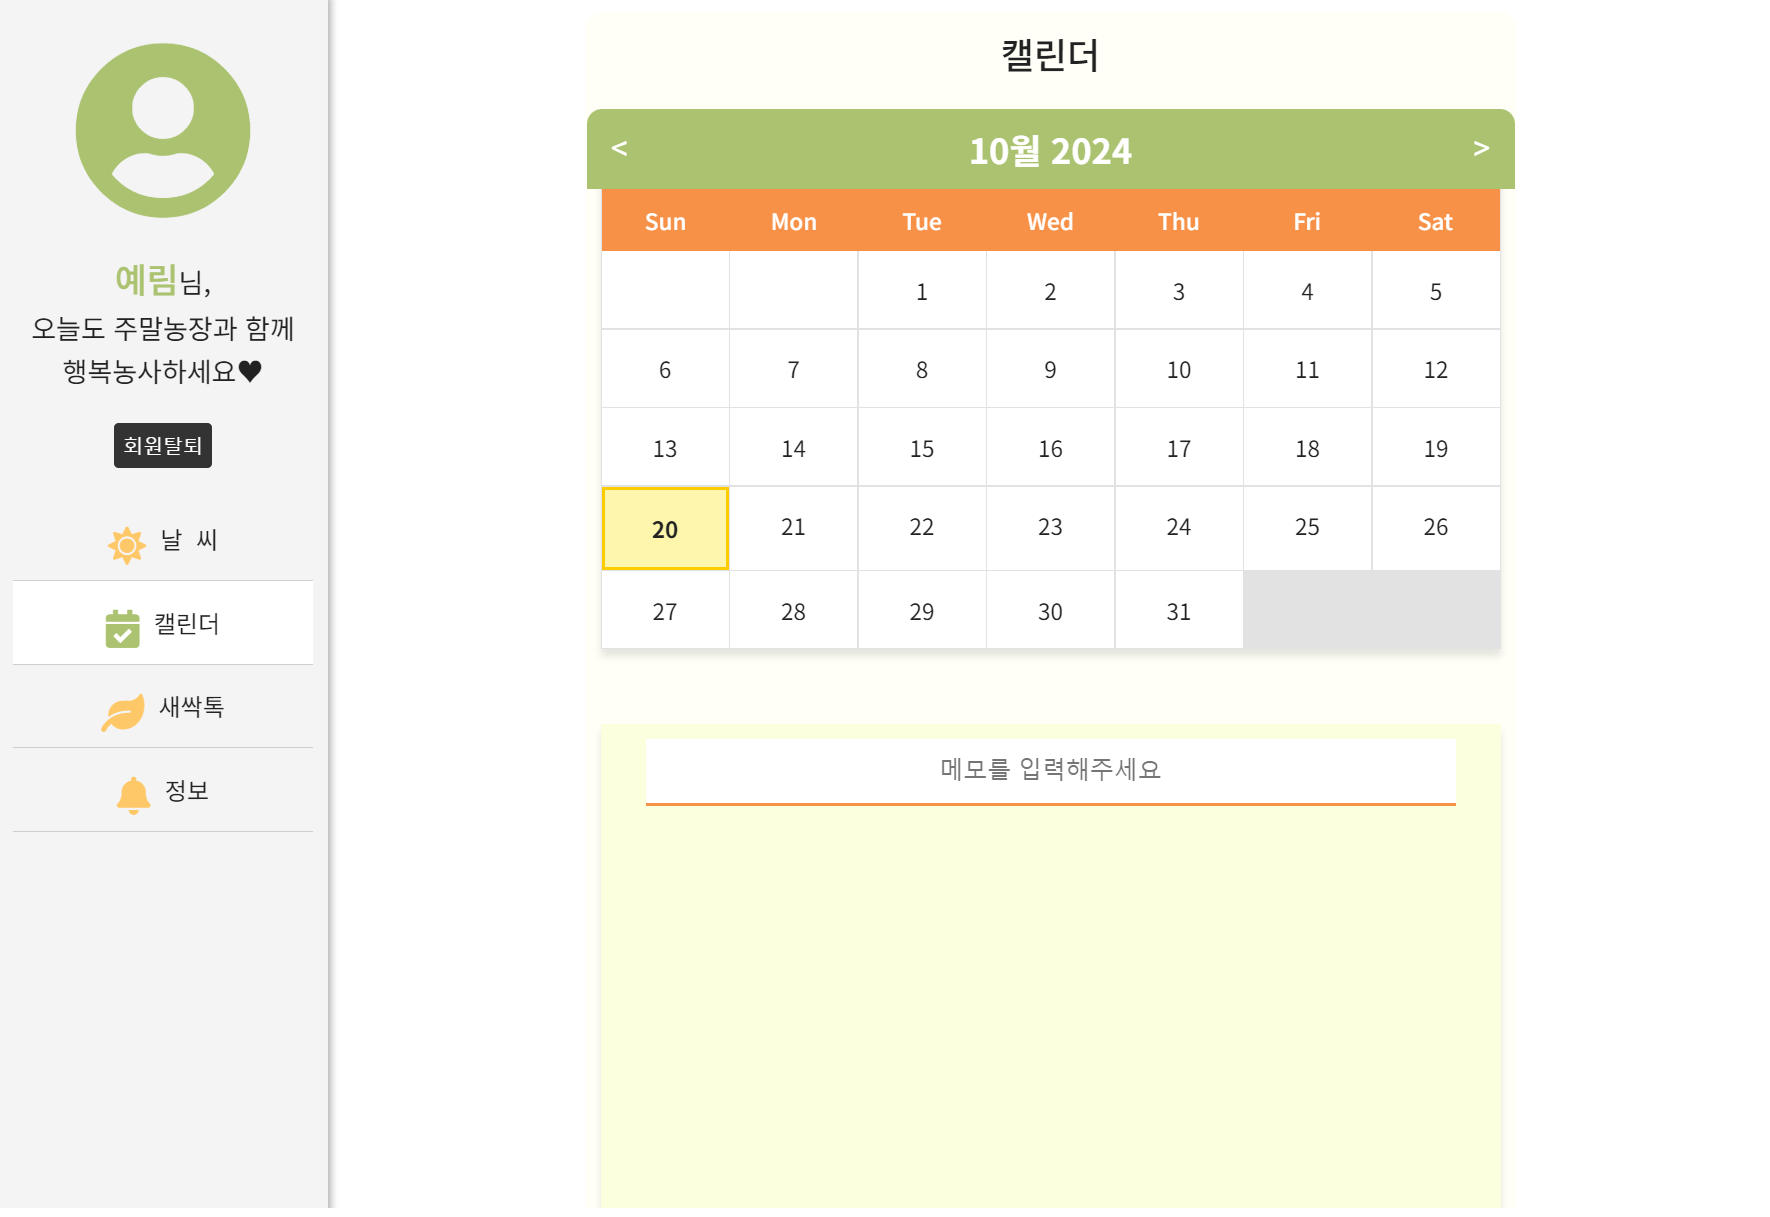 예림님,
오늘도 주말농장과 함께
행복농사하세요♥
회원탈퇴
날 씨
캘린더
새싹톡
정보
캘린더
< 10월 2024 >
Sun Mon Tue Wed Thu Fri Sat
1 2 3 4 5
6 7 8 9 10 11 12
13 14 15 16 17 18 19
20 21 22 23 24 25 26
27 28 29 30 31
메모를 입력해주세요